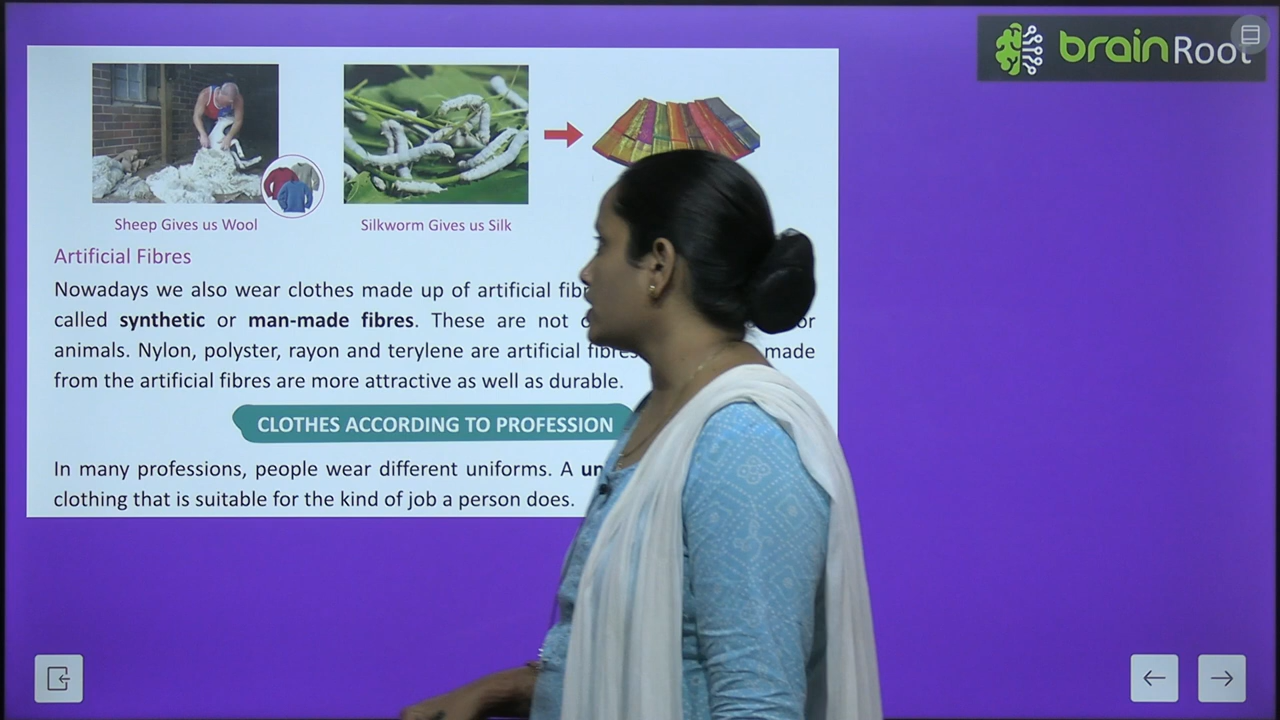 brainRoot
Sheep Gives us Wool
Silkworm Gives us Silk
Artificial Fibres
Nowadays we also wear clothes made up of artificial
called synthetic or man-made fibres. These are not or
animals. Nylon, polyster, rayon and terylene are artificial fibres made
from the artificial fibres are more attractive as well as durable.
CLOTHES ACCORDING TO PROFESSION
In many professions, people wear different uniforms. A
clothing that is suitable for the kind of job a person does.